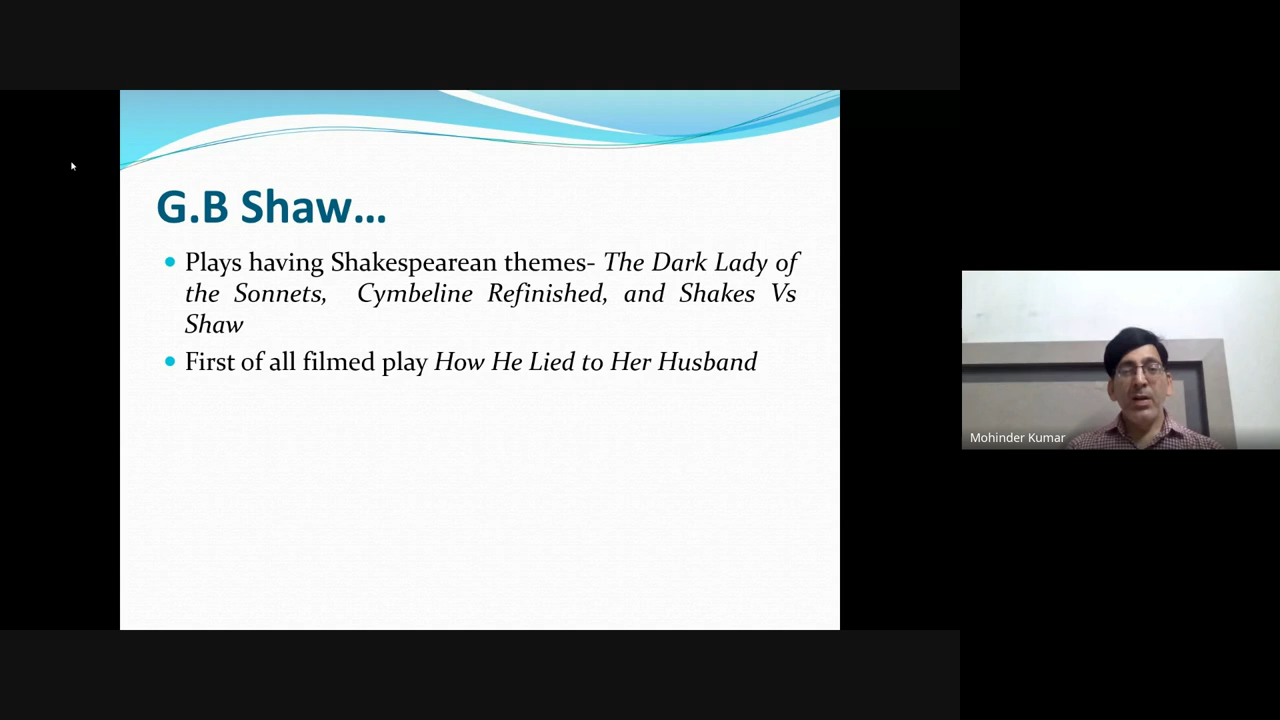 G.B Shaw...
Plays having Shakespearean themes- The Dark Lady of
the Sonnets, Cymbeline Refinished, and Shakes Vs
Shaw
First of all filmed play How He Lied to Her Husband
Mohinder Kumar